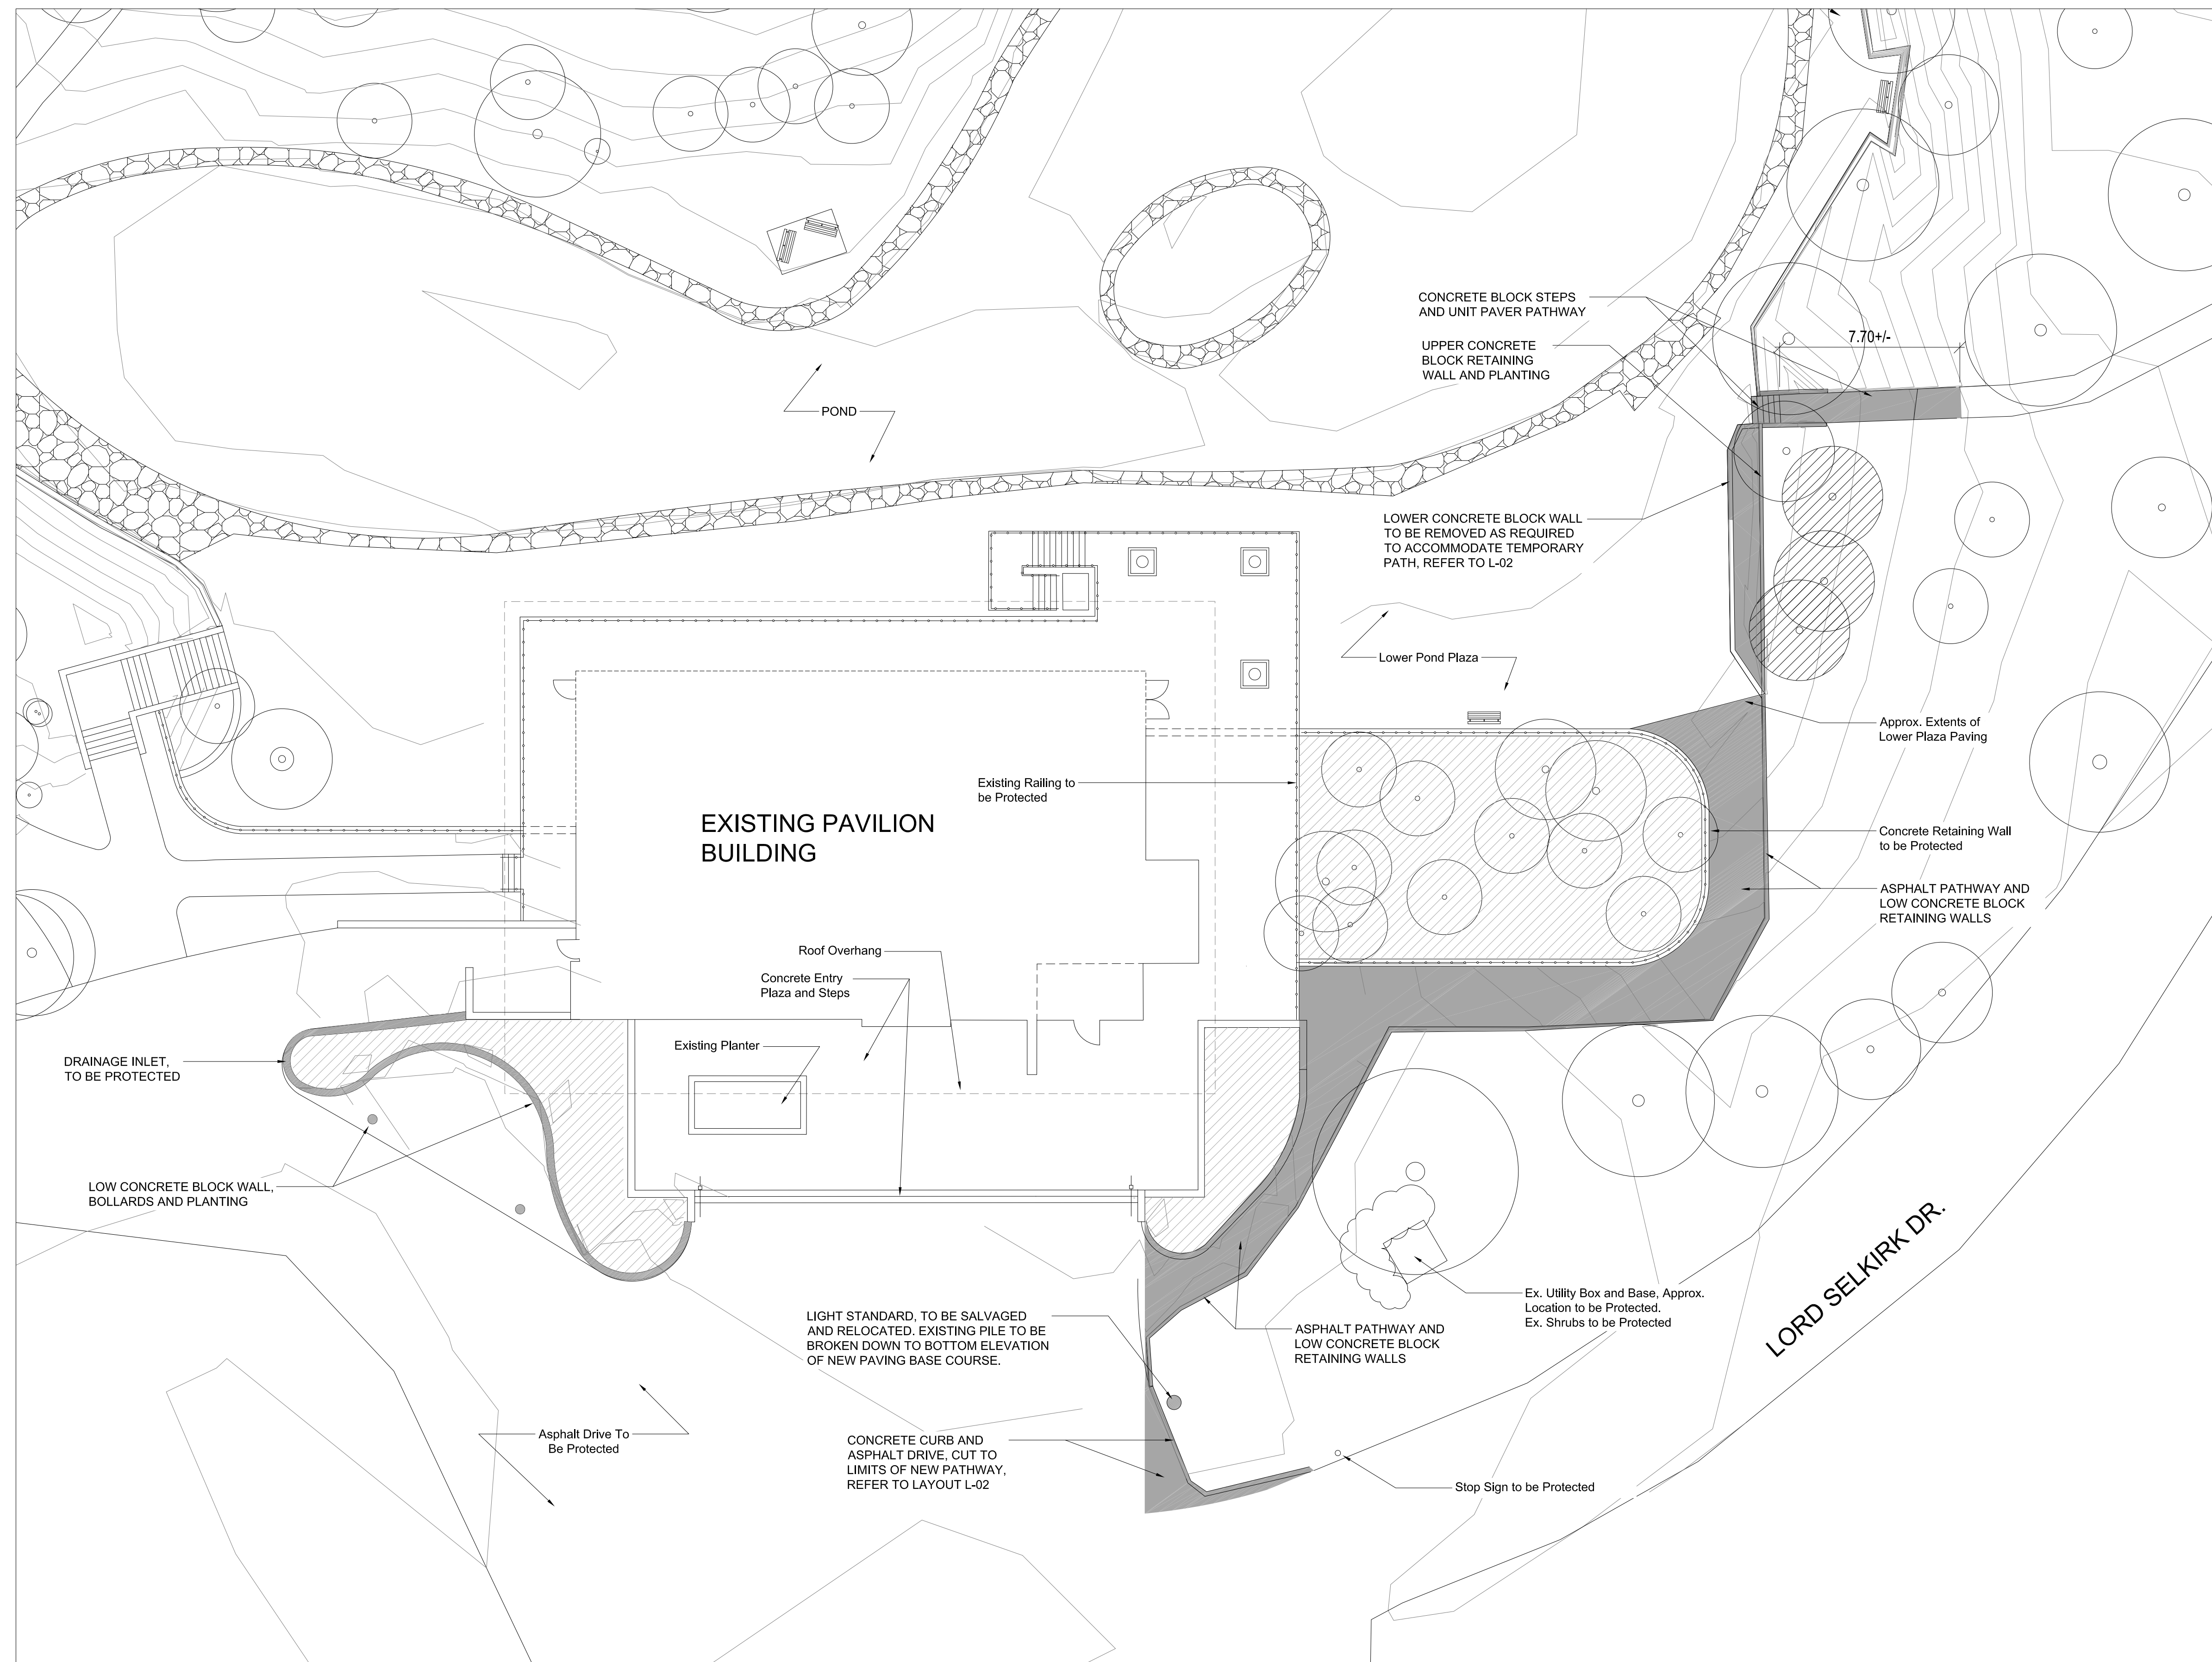 CONCRETE BLOCK STEPS
AND UNIT PAVER PATHWAY
7.70+/-
UPPER CONCRETE
BLOCK RETAINING
WALL AND PLANTING
POND
LOWER CONCRETE BLOCK WALL
TO BE REMOVED AS REQUIRED
TO ACCOMMODATE TEMPORARY
PATH, REFER TO L-02
Lower Pond Plaza
Approx. Extents of
Lower Plaza Paving
Existing Railing to
be Protected
EXISTING PAVILION
BUILDING
Concrete Retaining Wall
to be Protected
ASPHALT PATHWAY AND
LOW CONCRETE BLOCK
RETAINING WALLS
Roof Overhang
Concrete Entry
Plaza and Steps
Existing Planter
DRAINAGE INLET,
TO BE PROTECTED
LOW CONCRETE BLOCK WALL,
BOLLARDS AND PLANTING
LORD SELKIRK DR.
Ex. Utility Box and Base, Approx.
Location to be Protected.
Ex. Shrubs to be Protected
LIGHT STANDARD, TO BE SALVAGED
AND RELOCATED. EXISTING PILE TO BE
BROKEN DOWN TO BOTTOM ELEVATION
OF NEW PAVING BASE COURSE.
ASPHALT PATHWAY AND
LOW CONCRETE BLOCK
RETAINING WALLS
Asphalt Drive To
Be Protected
CONCRETE CURB AND
ASPHALT DRIVE, CUT TO
LIMITS OF NEW PATHWAY,
REFER TO LAYOUT L-02
Stop Sign to be Protected